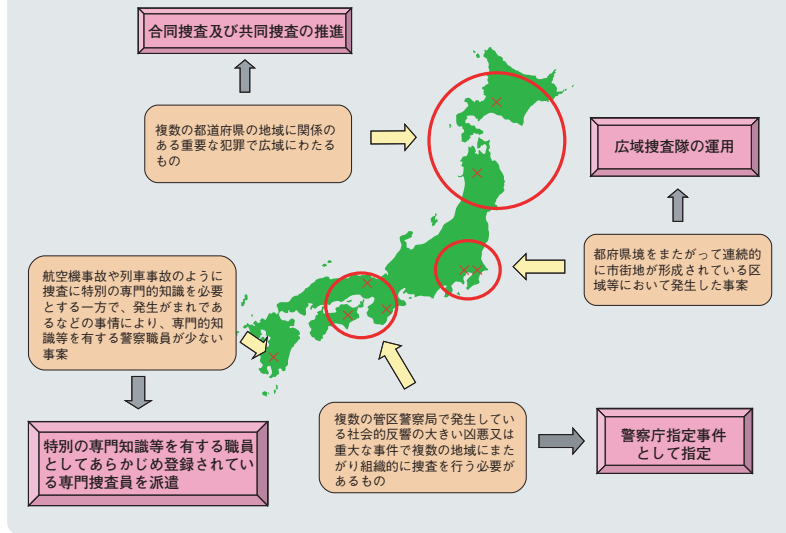 合同捜査及び共同捜査の推進
複数の都道府県の地域に関係の
ある重要な犯罪で広域にわたる
もの
広域捜査隊の運用
都府県境をまたがって連続的
に市街地が形成されている区
域等において発生した事案
航空機事故や列車事故のように
捜査に特別の専門的知識を必要
とする一方で、発生がまれであ
るなどの事情により、専門的知
識等を有する警察職員が少ない
事案
特別の専門知識等を有する職員
としてあらかじめ登録されてい
る専門捜査員を派遣
複数の管区警察局で発生してい
る社会的反響の大きい凶悪又は
重大な事件で複数の地域にまた
がり組織的に捜査を行う必要が
あるもの
警察庁指定事件
として指定